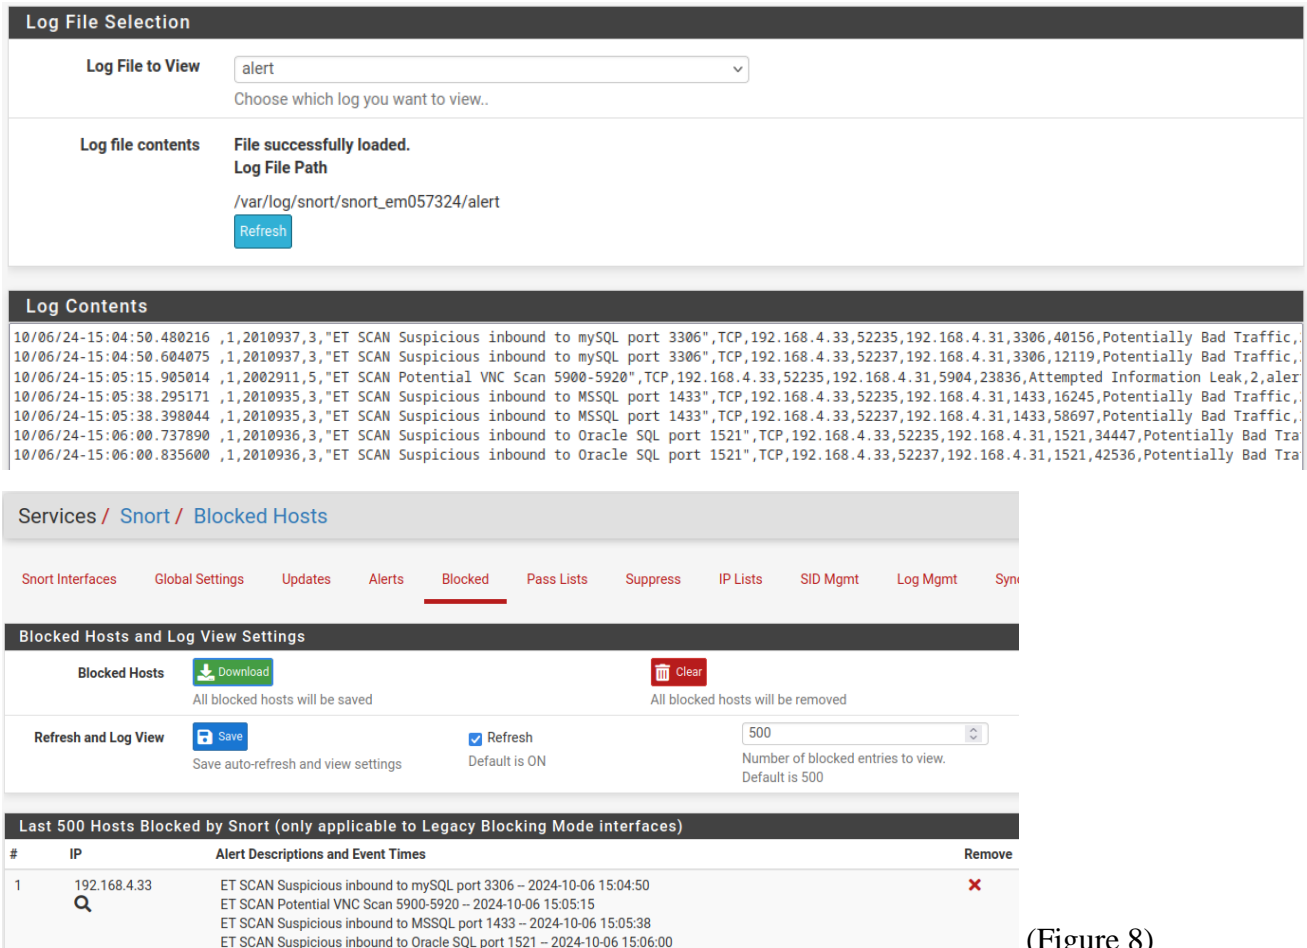 Log File Selection
Log File to View
alert
Choose which log you want to view..
Log file contents
File successfully loaded.
Log File Path
/var/log/snort/snort_em057324/alert
Refresh
Log Contents
10/06/24-15:04:50.480216 ,1,2010937,3,"ET SCAN Suspicious inbound to mySQL port 3306",TCP,192.168.4.33,52235,192.168.4.31,3306,40156,Potentially Bad Traffic,
10/06/24-15:04:50.604075 ,1,2010937,3,"ET SCAN Suspicious inbound to mySQL port 3306",TCP,192.168.4.33,52237,192.168.4.31,3306,12119,Potentially Bad Traffic,
10/06/24-15:05:15.905014 ,1,2002911,5,"ET SCAN Potential VNC Scan 5900-5920",TCP,192.168.4.33,52235,192.168.4.31,5904,23836,Attempted Information Leak,2,aler
10/06/24-15:05:38.295171 ,1,2010935,3,"ET SCAN Suspicious inbound to MSSQL port 1433",TCP,192.168.4.33,52235,192.168.4.31,1433,16245,Potentially Bad Traffic,
10/06/24-15:05:38.398044 ,1,2010935,3,"ET SCAN Suspicious inbound to MSSQL port 1433",TCP,192.168.4.33,52237,192.168.4.31,1433,58697,Potentially Bad Traffic,
10/06/24-15:06:00.737890 ,1,2010936,3,"ET SCAN Suspicious inbound to Oracle SQL port 1521",TCP,192.168.4.33,52235,192.168.4.31,1521,34447,Potentially Bad Tra
10/06/24-15:06:00.835600 ,1,2010936,3,"ET SCAN Suspicious inbound to Oracle SQL port 1521",TCP,192.168.4.33,52237,192.168.4.31,1521,42536,Potentially Bad Tra
Services / Snort / Blocked Hosts
Snort Interfaces Global Settings Updates Alerts Blocked Pass Lists Suppress IP Lists SID Mgmt Log Mgmt Sync
Blocked Hosts and Log View Settings
Blocked Hosts
Download
All blocked hosts will be saved
Clear
All blocked hosts will be removed
Refresh and Log View
Save
Save auto-refresh and view settings
Refresh
Default is ON
500
Number of blocked entries to view.
Default is 500
Last 500 Hosts Blocked by Snort (only applicable to Legacy Blocking Mode interfaces)
# IP Alert Descriptions and Event Times Remove
1 192.168.4.33 ET SCAN Suspicious inbound to mySQL port 3306 -- 2024-10-06 15:04:50
ET SCAN Potential VNC Scan 5900-5920 -- 2024-10-06 15:05:15
ET SCAN Suspicious inbound to MSSQL port 1433 -- 2024-10-06 15:05:38
ET SCAN Suspicious inbound to Oracle SQL port 1521 -- 2024-10-06 15:06:00
(Figure 8)